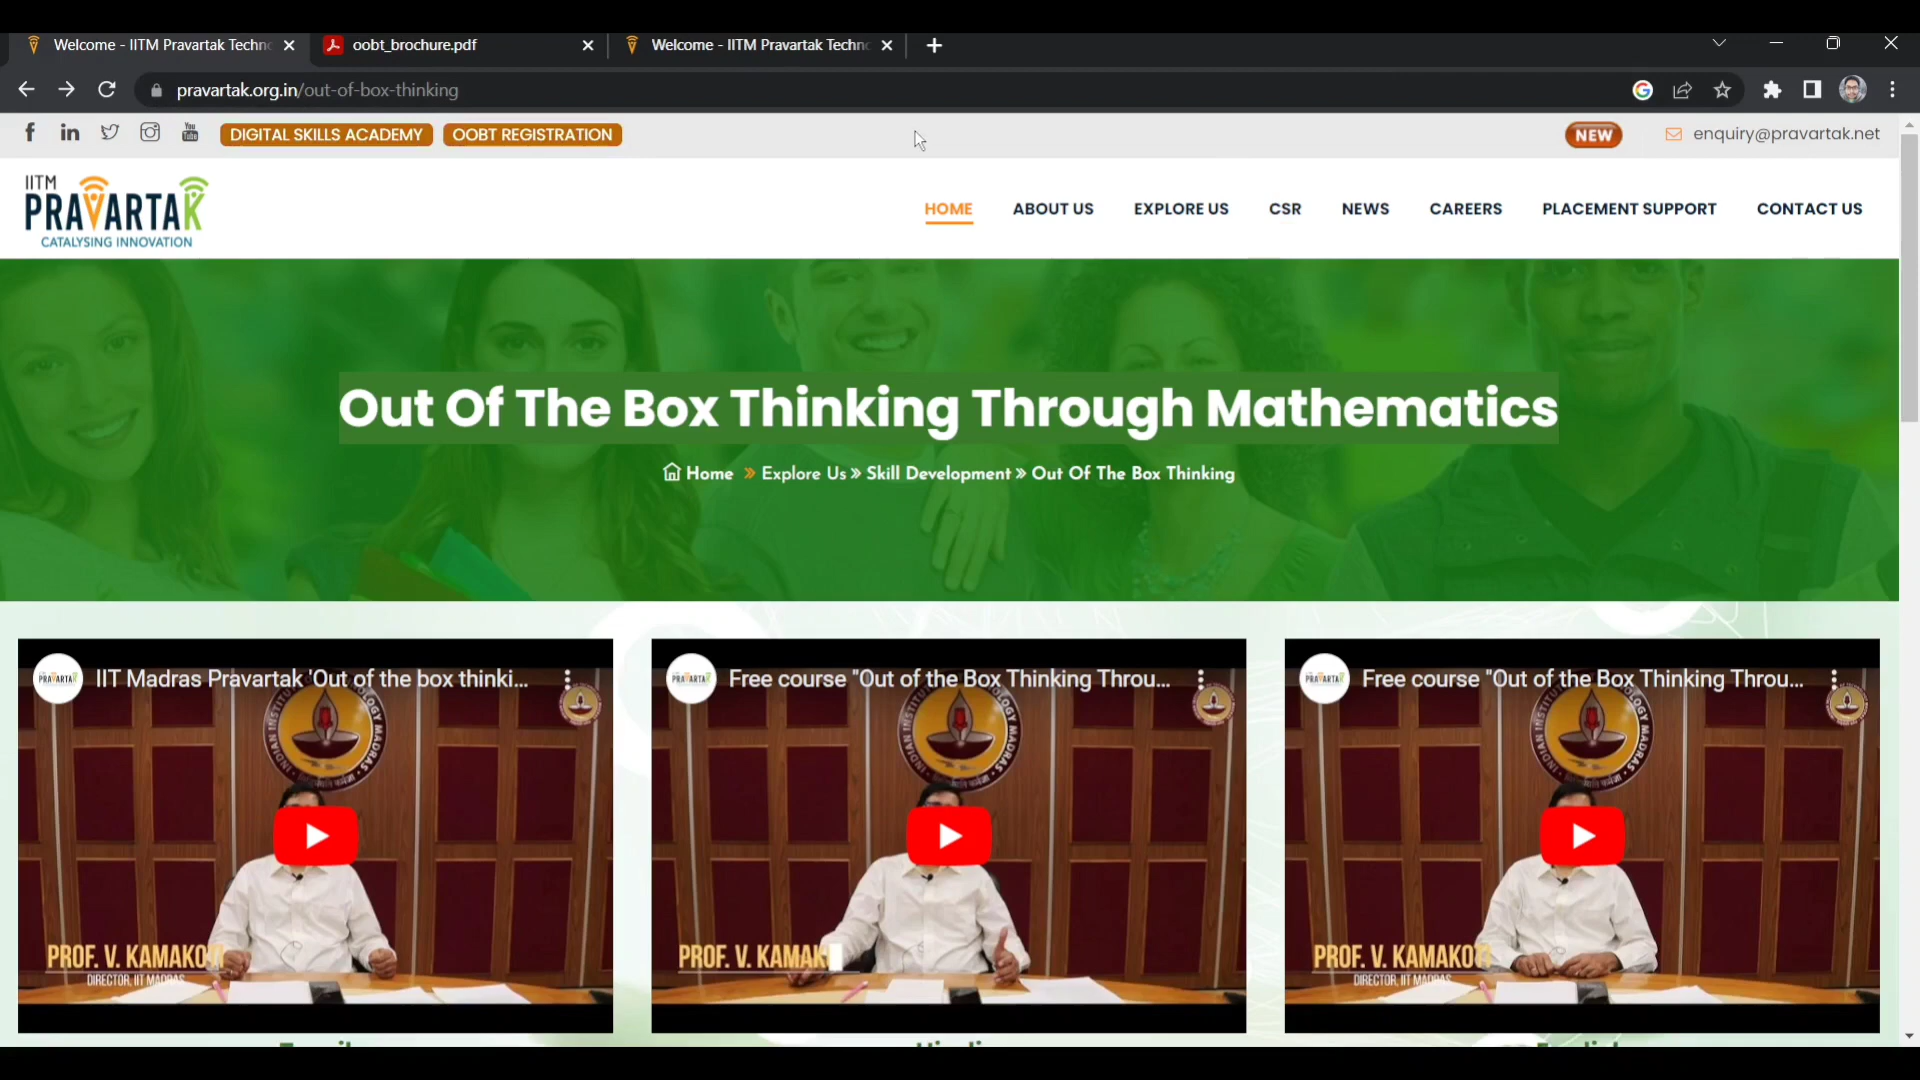 Welcome - IITM Pravartak Techn
oobt_brochure.pdf
Welcome - IITM Pravartak Techn
pravartak.org.in/out-of-box-thinking
DIGITAL SKILLS ACADEMY
OOBT REGISTRATION
NEW
enquiry@pravartak.net
IITM
PRAVARTAK
CATALYSING INNOVATION
HOME
ABOUT US
EXPLORE US
CSR
NEWS
CAREERS
PLACEMENT SUPPORT
CONTACT US
Out Of The Box Thinking Through Mathematics
Home » Explore Us » Skill Development » Out Of The Box Thinking
IIT Madras Pravartak 'Out of the box thinki...
Free course "Out of the Box Thinking Throu...
Free course "Out of the Box Thinking Throu...
PROF. V. KAMAKOTI
DIRECTOR, IIT MADRAS
PROF. V. KAMAK
PROF. V. KAMAKOTI
DIRECTOR, IIT MADRAS